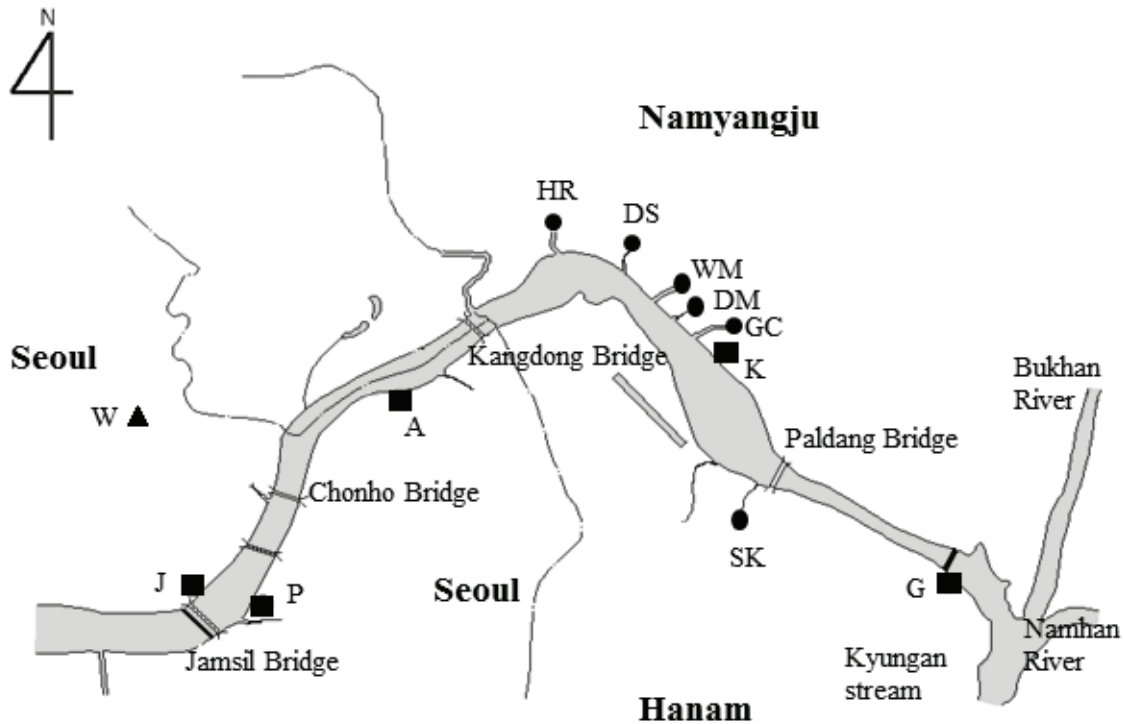 N
Namyangju
HR
DS
WM
DM
GC
K
Seoul
W
Kangdong Bridge
A
Bukhan
River
Paldang Bridge
Chonho Bridge
SK
J
P
Seoul
G
Jamsil Bridge
Kyungan
stream
Namhan
River
Hanam